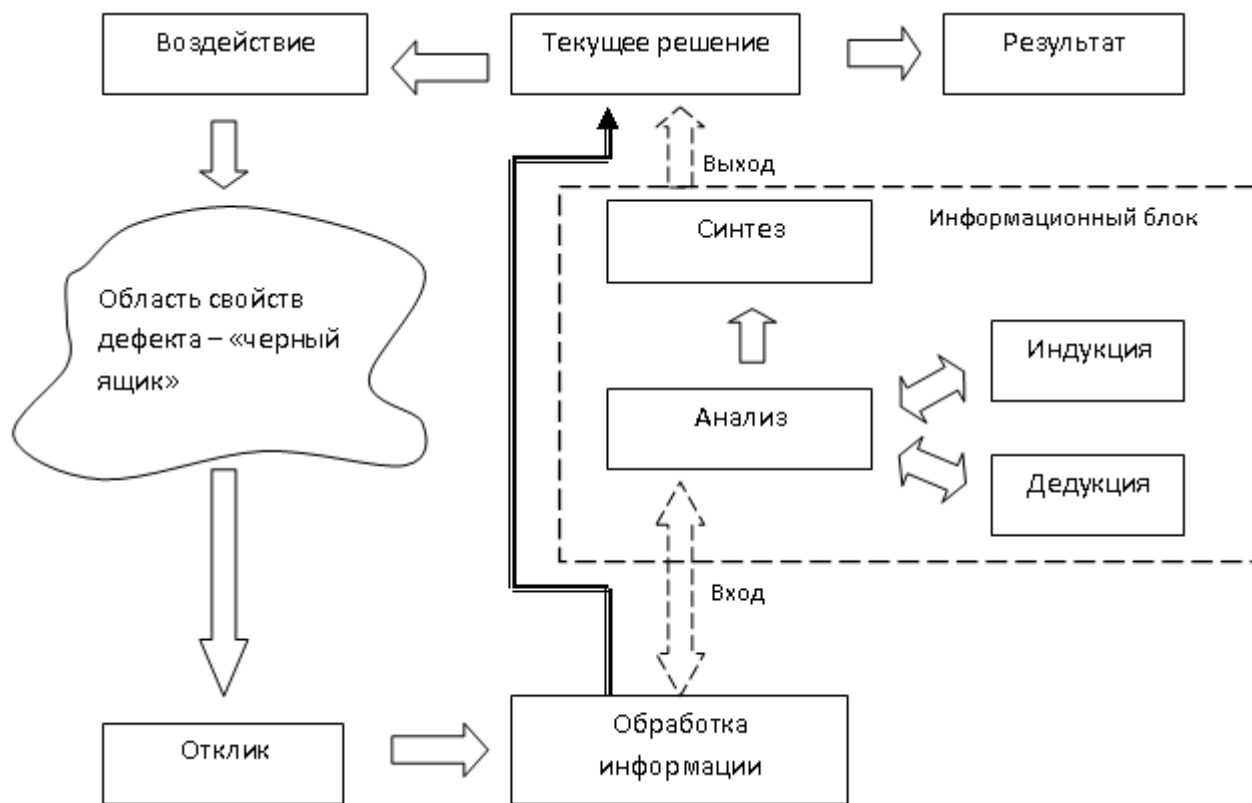 Воздействие
Текущее решение
Результат
Выход
Информационный блок
Синтез
Область свойств
дефекта – «черный
ящик»
Индукция
Анализ
Дедукция
Вход
Отклик
Обработка
информации